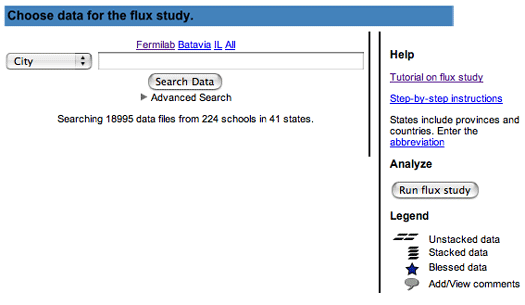 Choose data for the flux study.
Fermilab Batavia IL All
City
Search Data
Advanced Search
Searching 18995 data files from 224 schools in 41 states.
Help
Tutorial on flux study
Step-by-step instructions
States include provinces and
countries. Enter the
abbreviation
Analyze
Run flux study
Legend
Unstacked data
Stacked data
Blessed data
Add/View comments